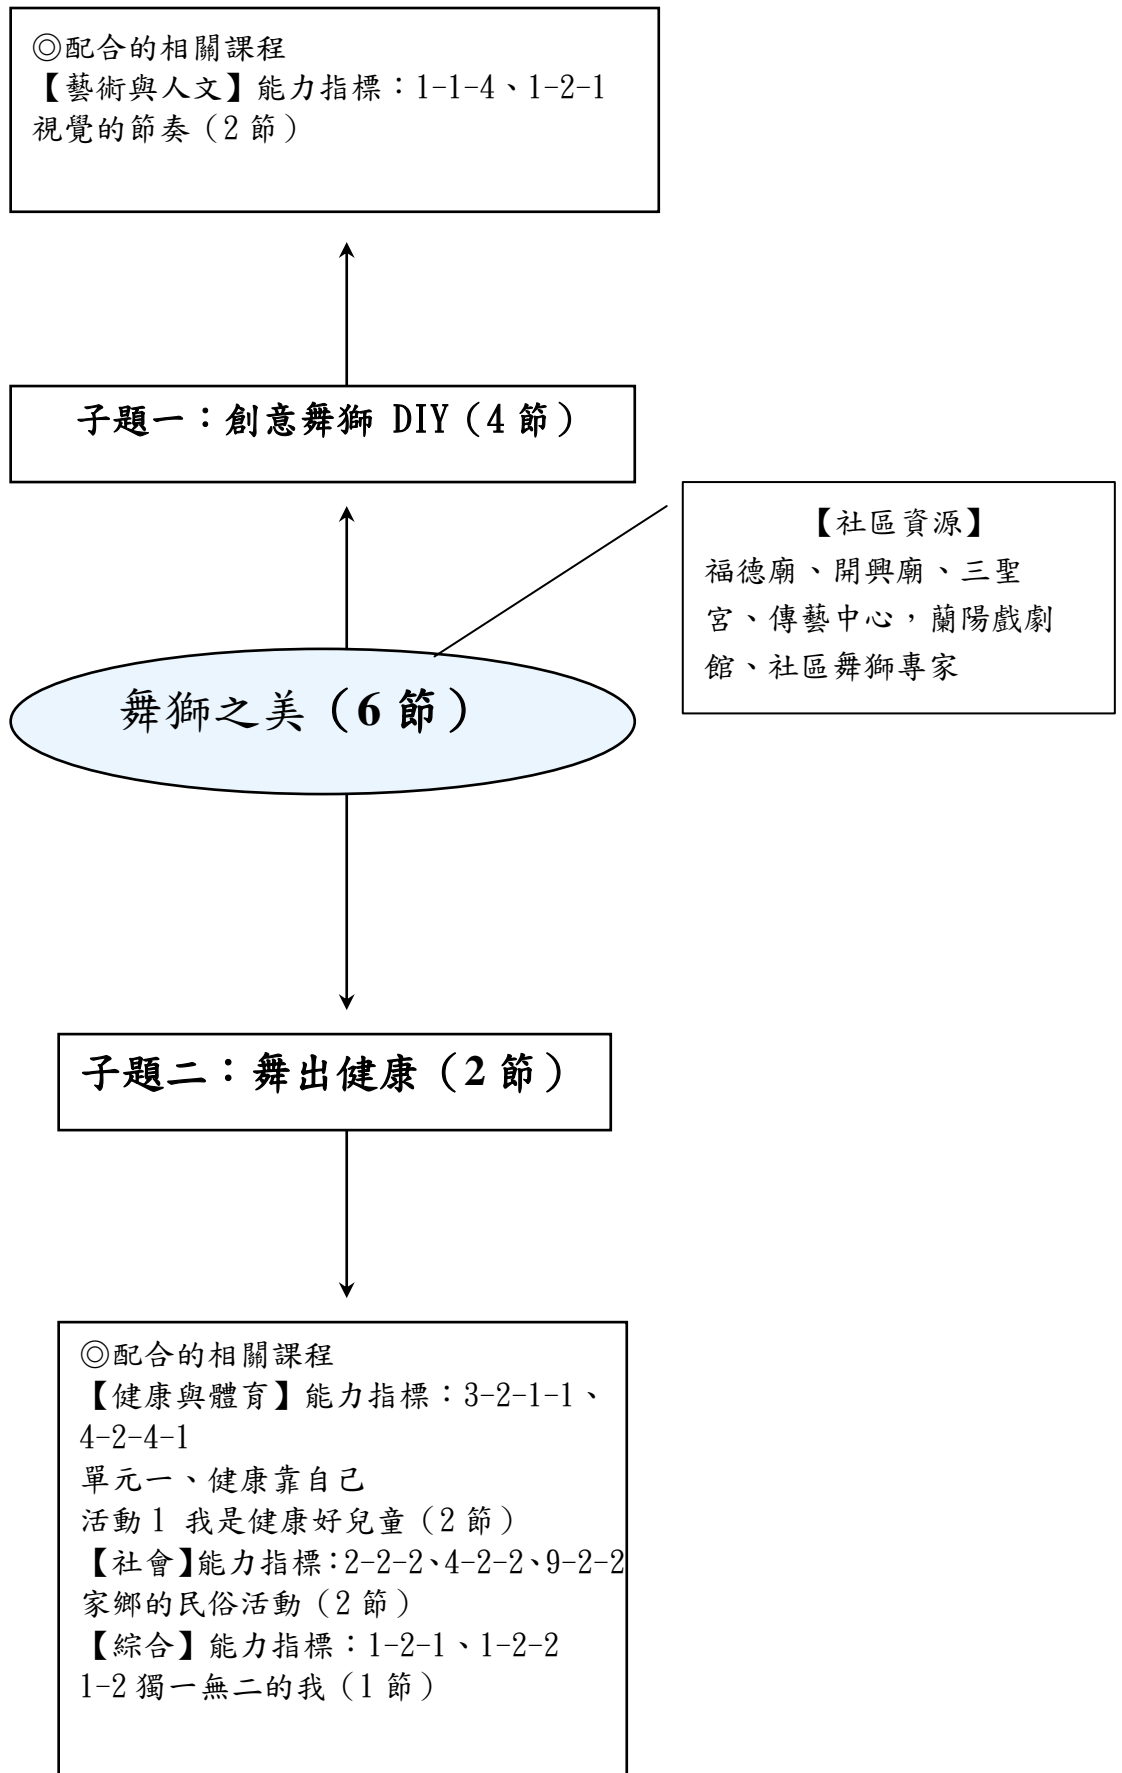 ◎配合的相關課程
【藝術與人文】能力指標：1-1-4、1-2-1
視覺的節奏（2 節）
子題一：創意舞獅 DIY（4 節）
【社區資源】
福德廟、開興廟、三聖
宮、傳藝中心，蘭陽戲劇
館、社區舞獅專家
舞獅之美（6 節）
子題二：舞出健康（2 節）
◎配合的相關課程
【健康與體育】能力指標：3-2-1-1、
4-2-4-1
單元一、健康靠自己
活動 1 我是健康好兒童（2 節）
【社會】能力指標：2-2-2、4-2-2、9-2-2
家鄉的民俗活動（2 節）
【綜合】能力指標：1-2-1、1-2-2
1-2 獨一無二的我（1 節）